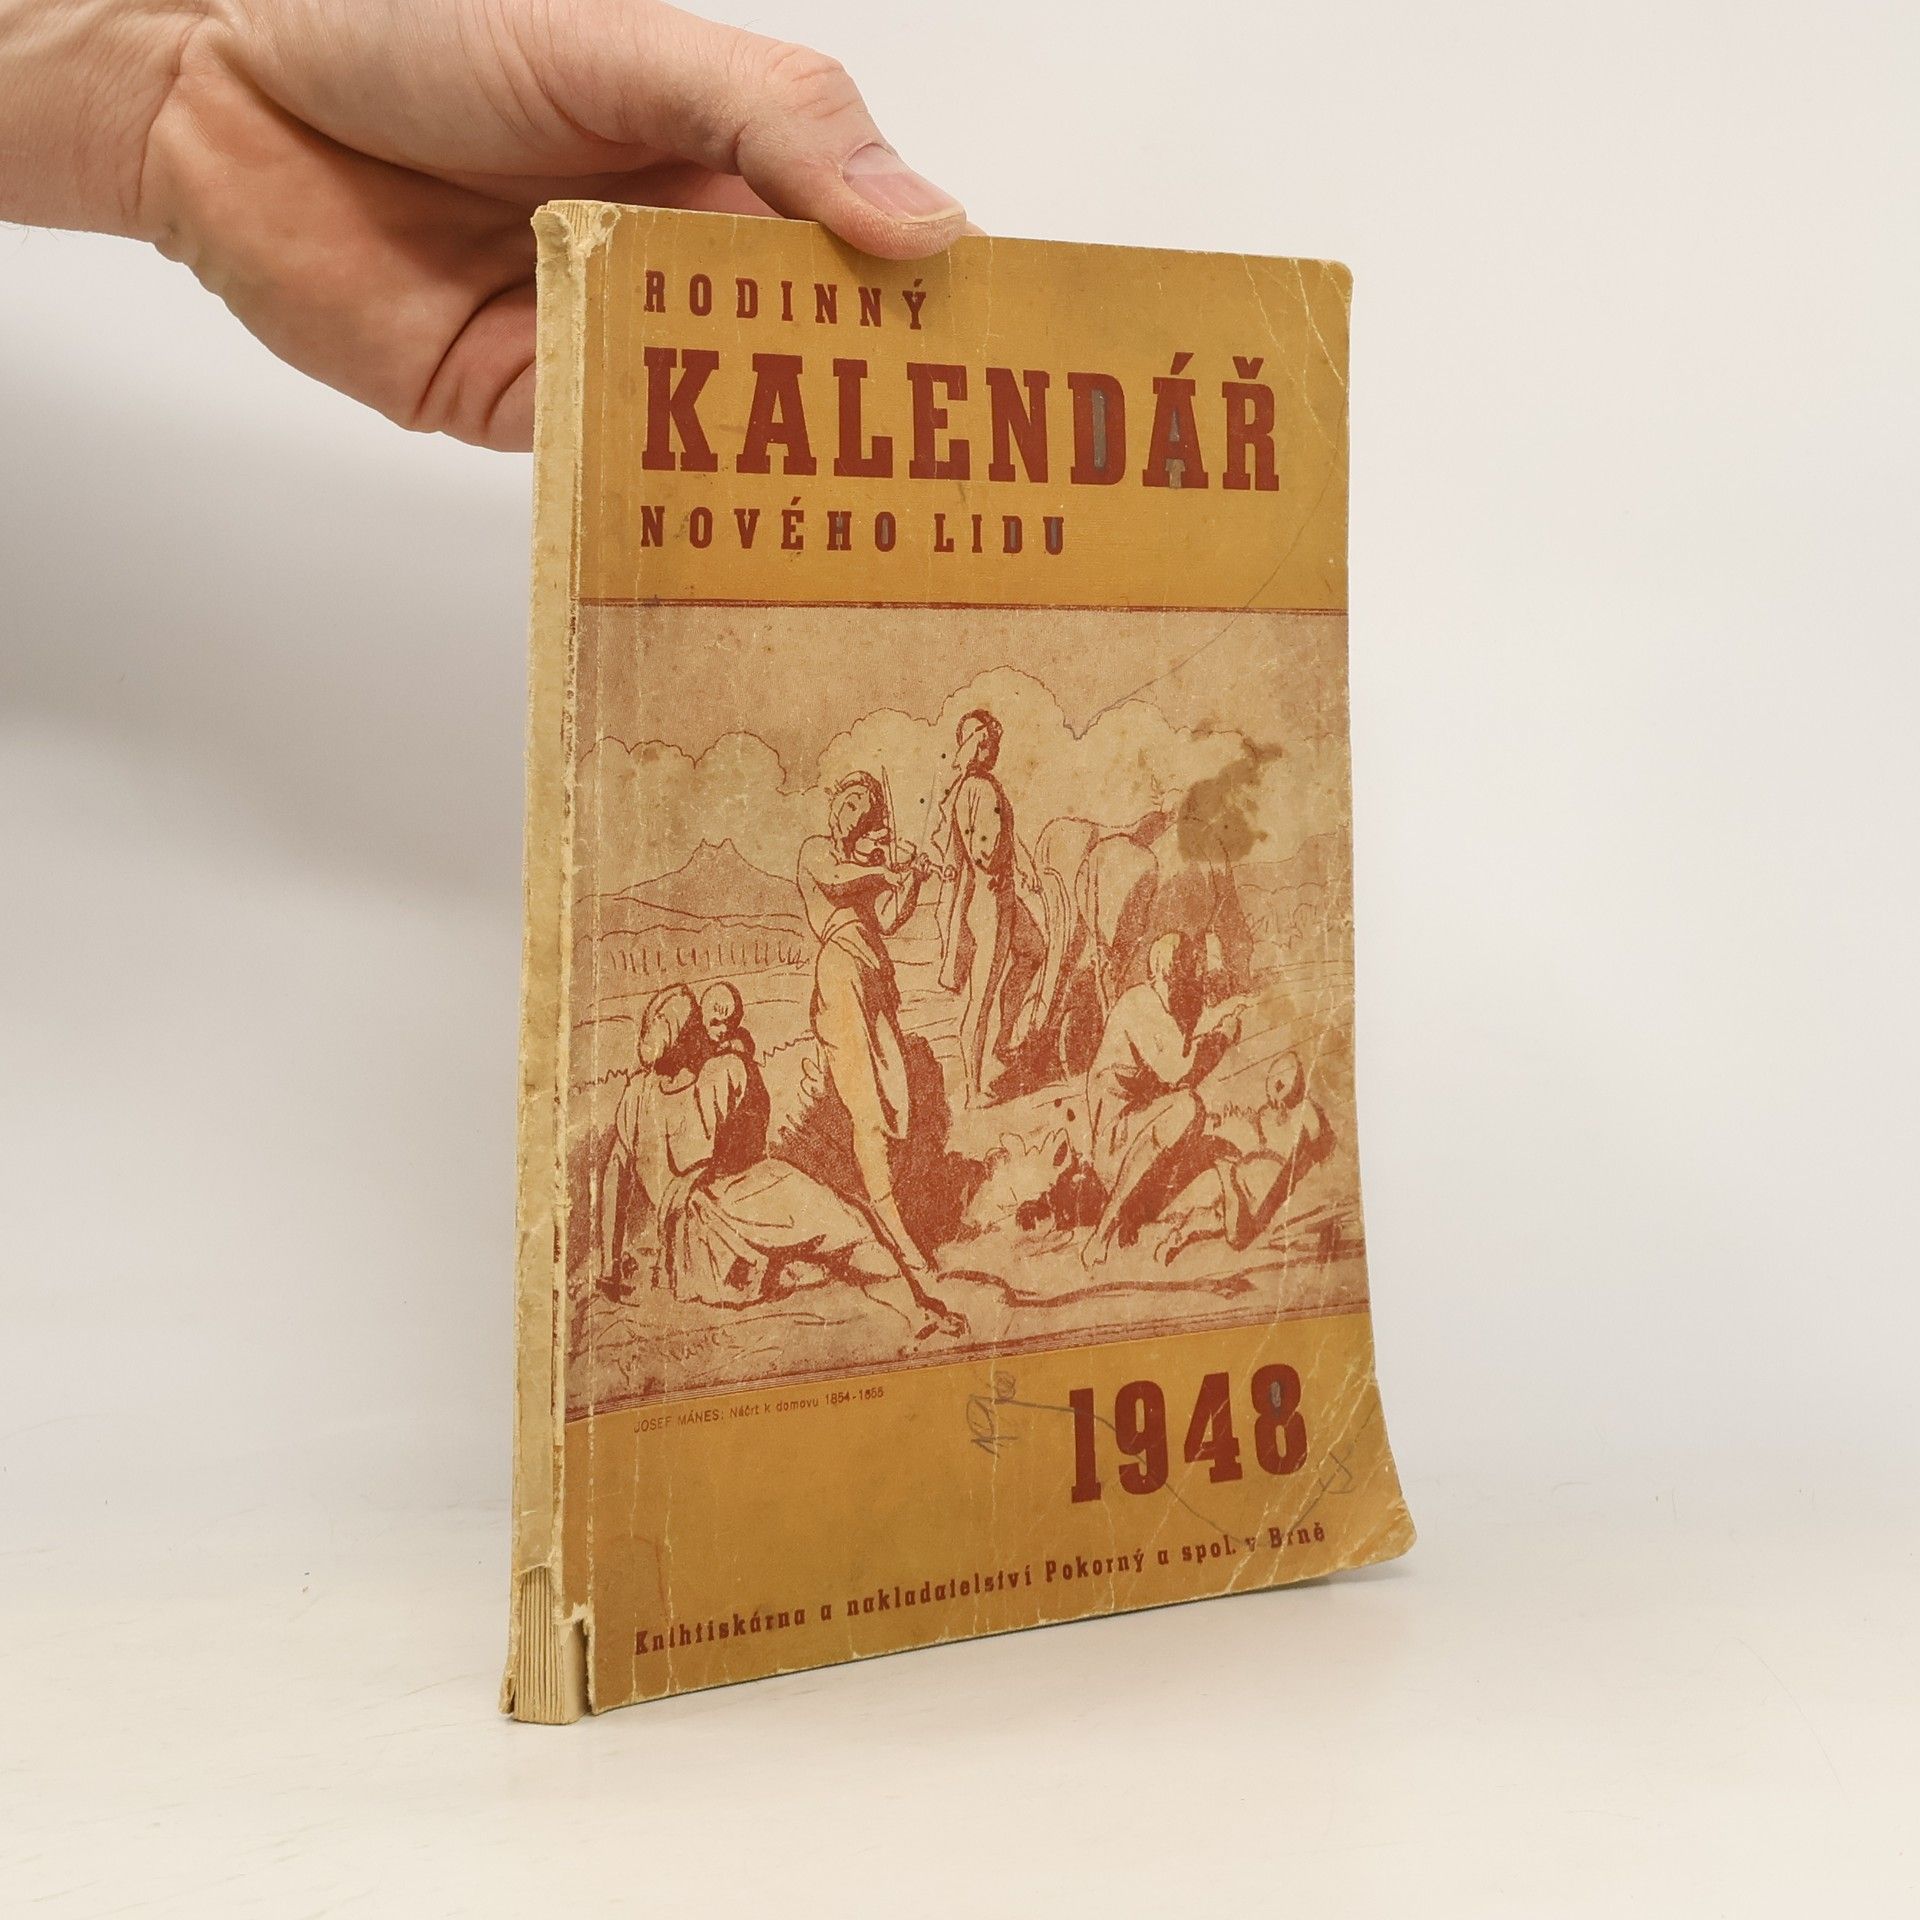 RODINNÝ
KALENDÁŘ
NOVÉHO LIDU
JOSEF MÁNES: Náčrt k domovu 1854-1855
1948
Knihtiskárna a nakladatelství Pokorný a spol. v Brně